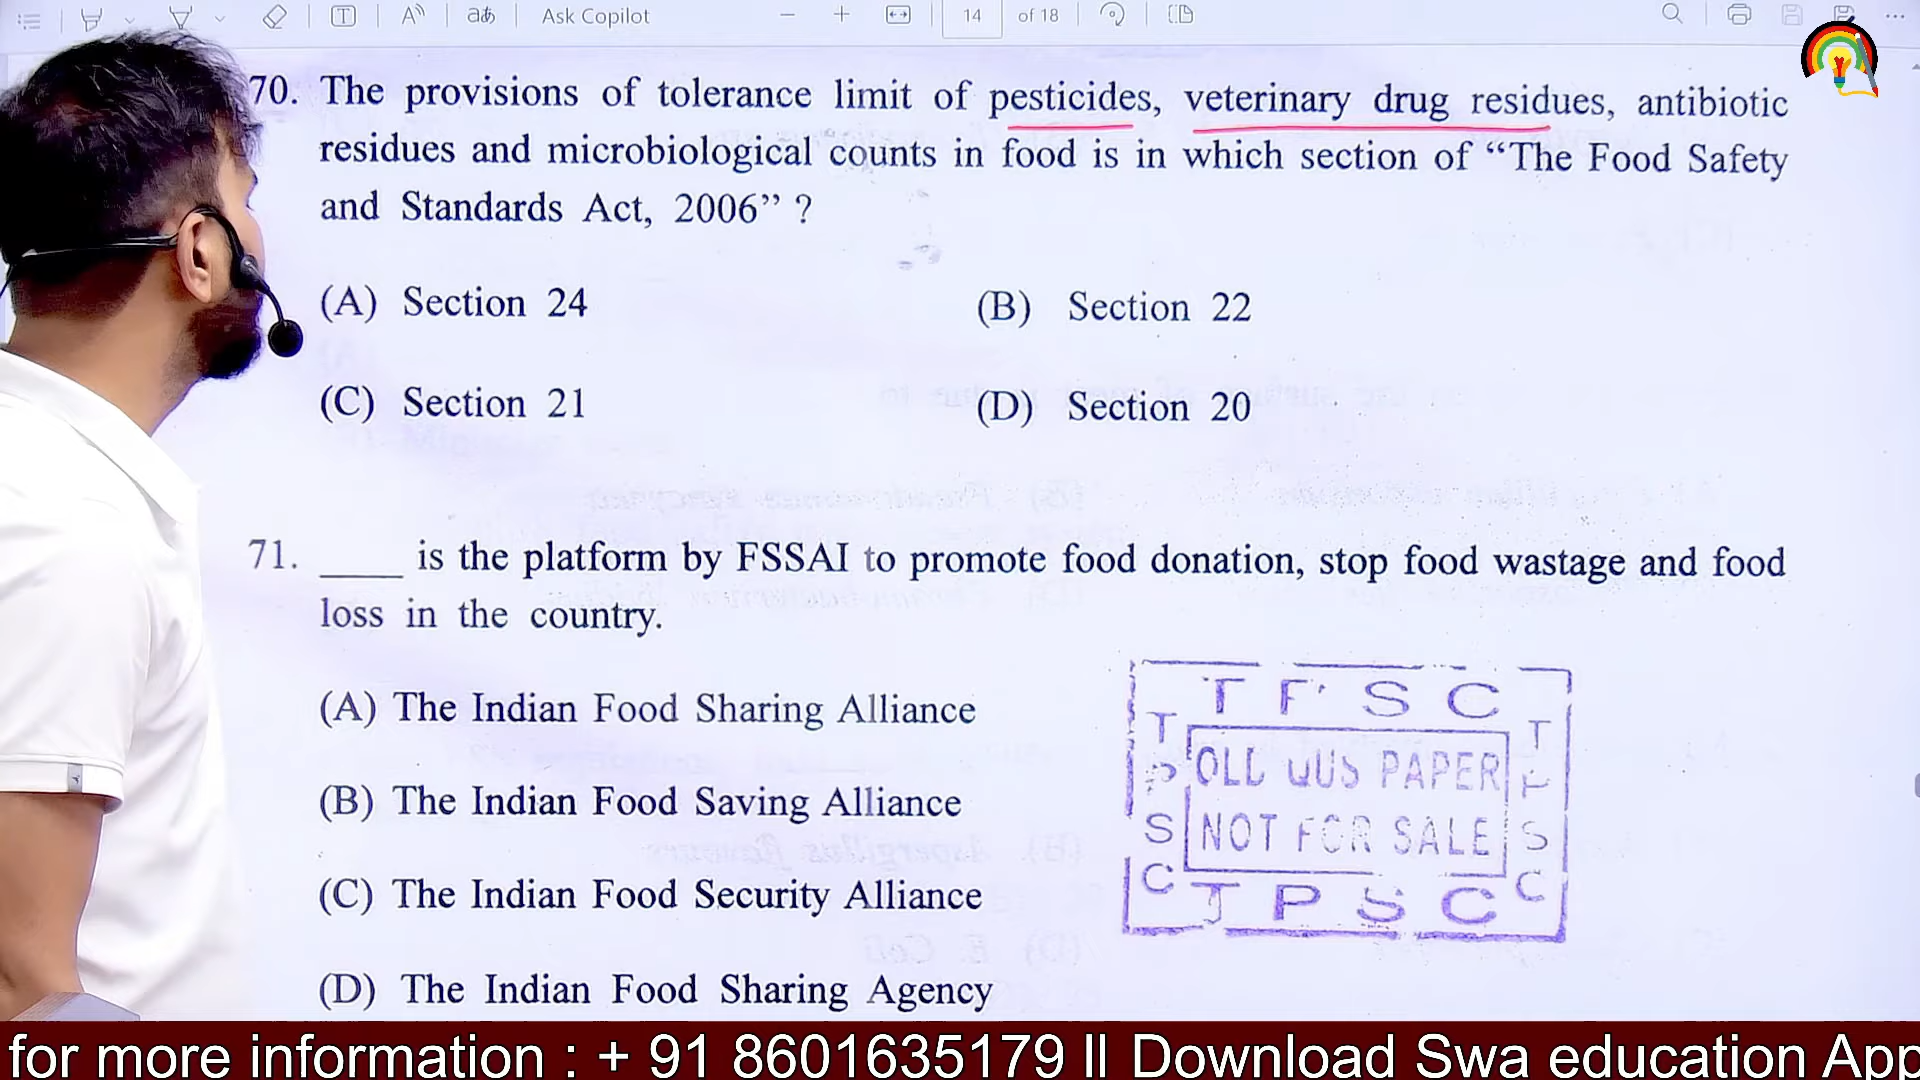 Ask Copilot
14 of 18
70. The provisions of tolerance limit of pesticides, veterinary drug residues, antibiotic
residues and microbiological counts in food is in which section of “The Food Safety
and Standards Act, 2006” ?
(A) Section 24
(B) Section 22
(C) Section 21
(D) Section 20
71. ____ is the platform by FSSAI to promote food donation, stop food wastage and food
loss in the country.
(A) The Indian Food Sharing Alliance
(B) The Indian Food Saving Alliance
(C) The Indian Food Security Alliance
(D) The Indian Food Sharing Agency
NOT FOR SALE
T P S C
for more information : + 91 8601635179 ll Download Swa education App